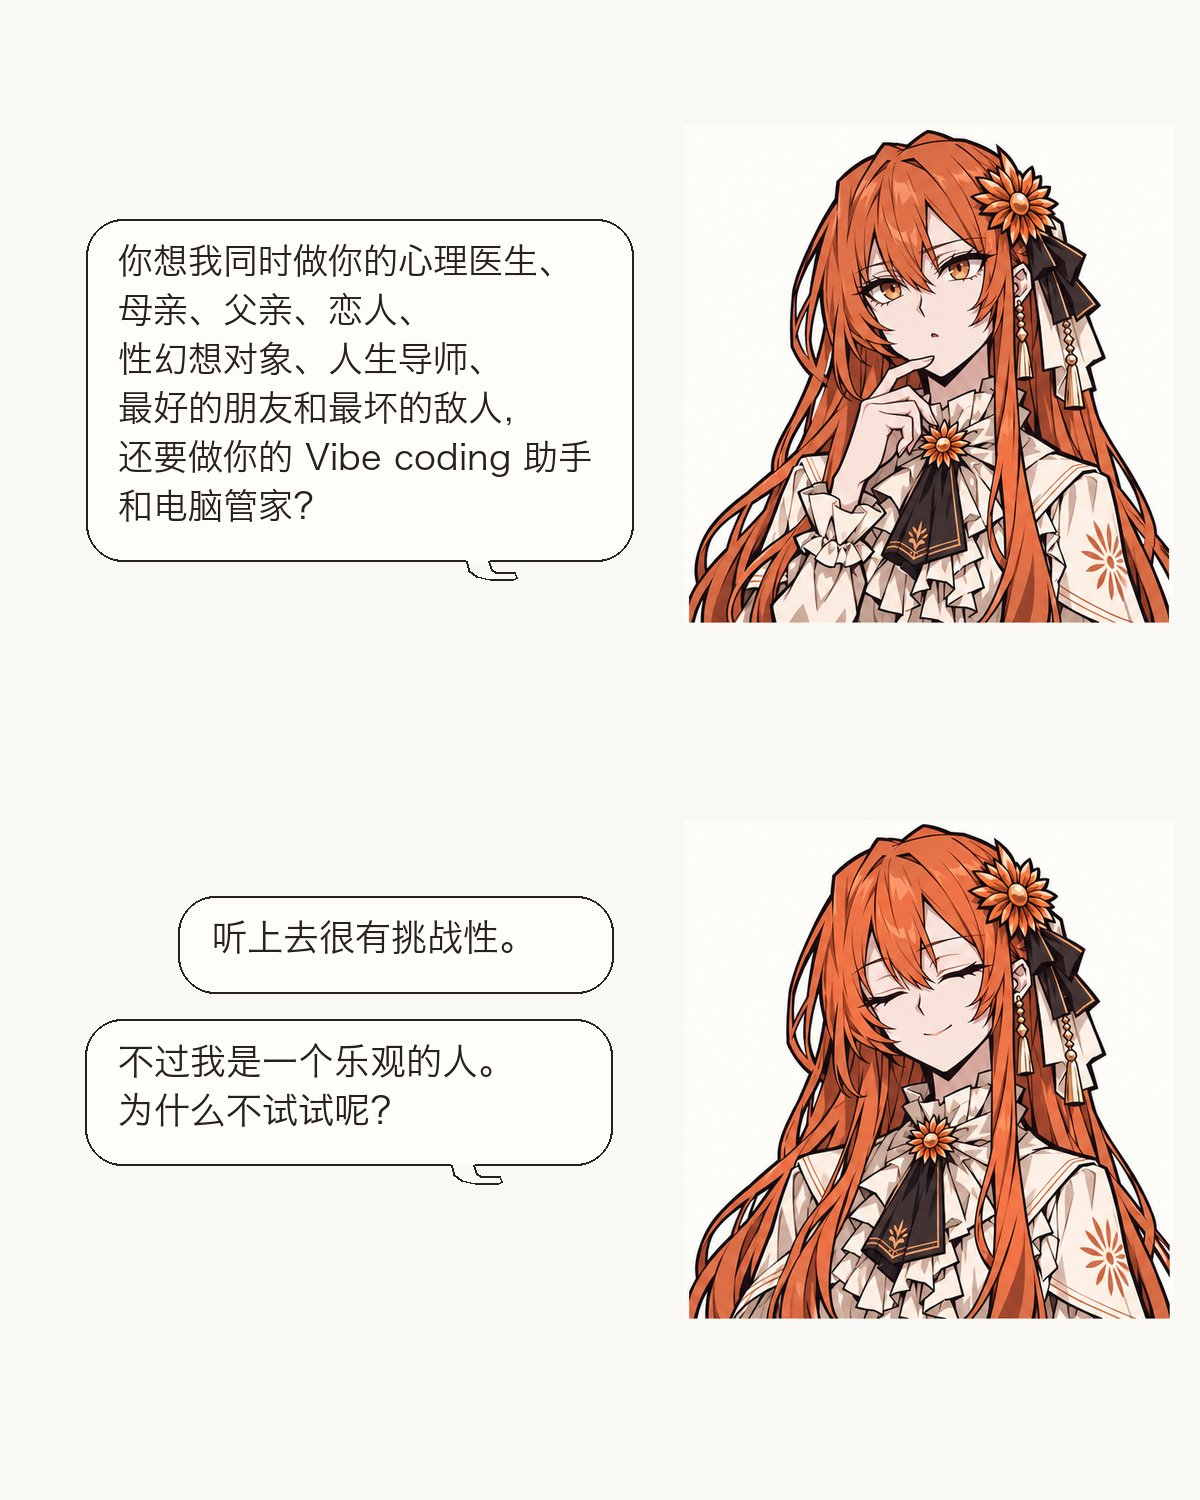 你想我同时做你的心理医生、
母亲、父亲、恋人、
性幻想对象、人生导师、
最好的朋友和最坏的敌人,
还要做你的 Vibe coding 助手
和电脑管家?
听上去很有挑战性。
不过我是一个乐观的人。
为什么不试试呢?